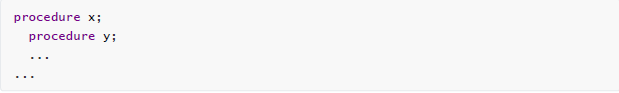 procedure x;
  procedure y;
  ...
...